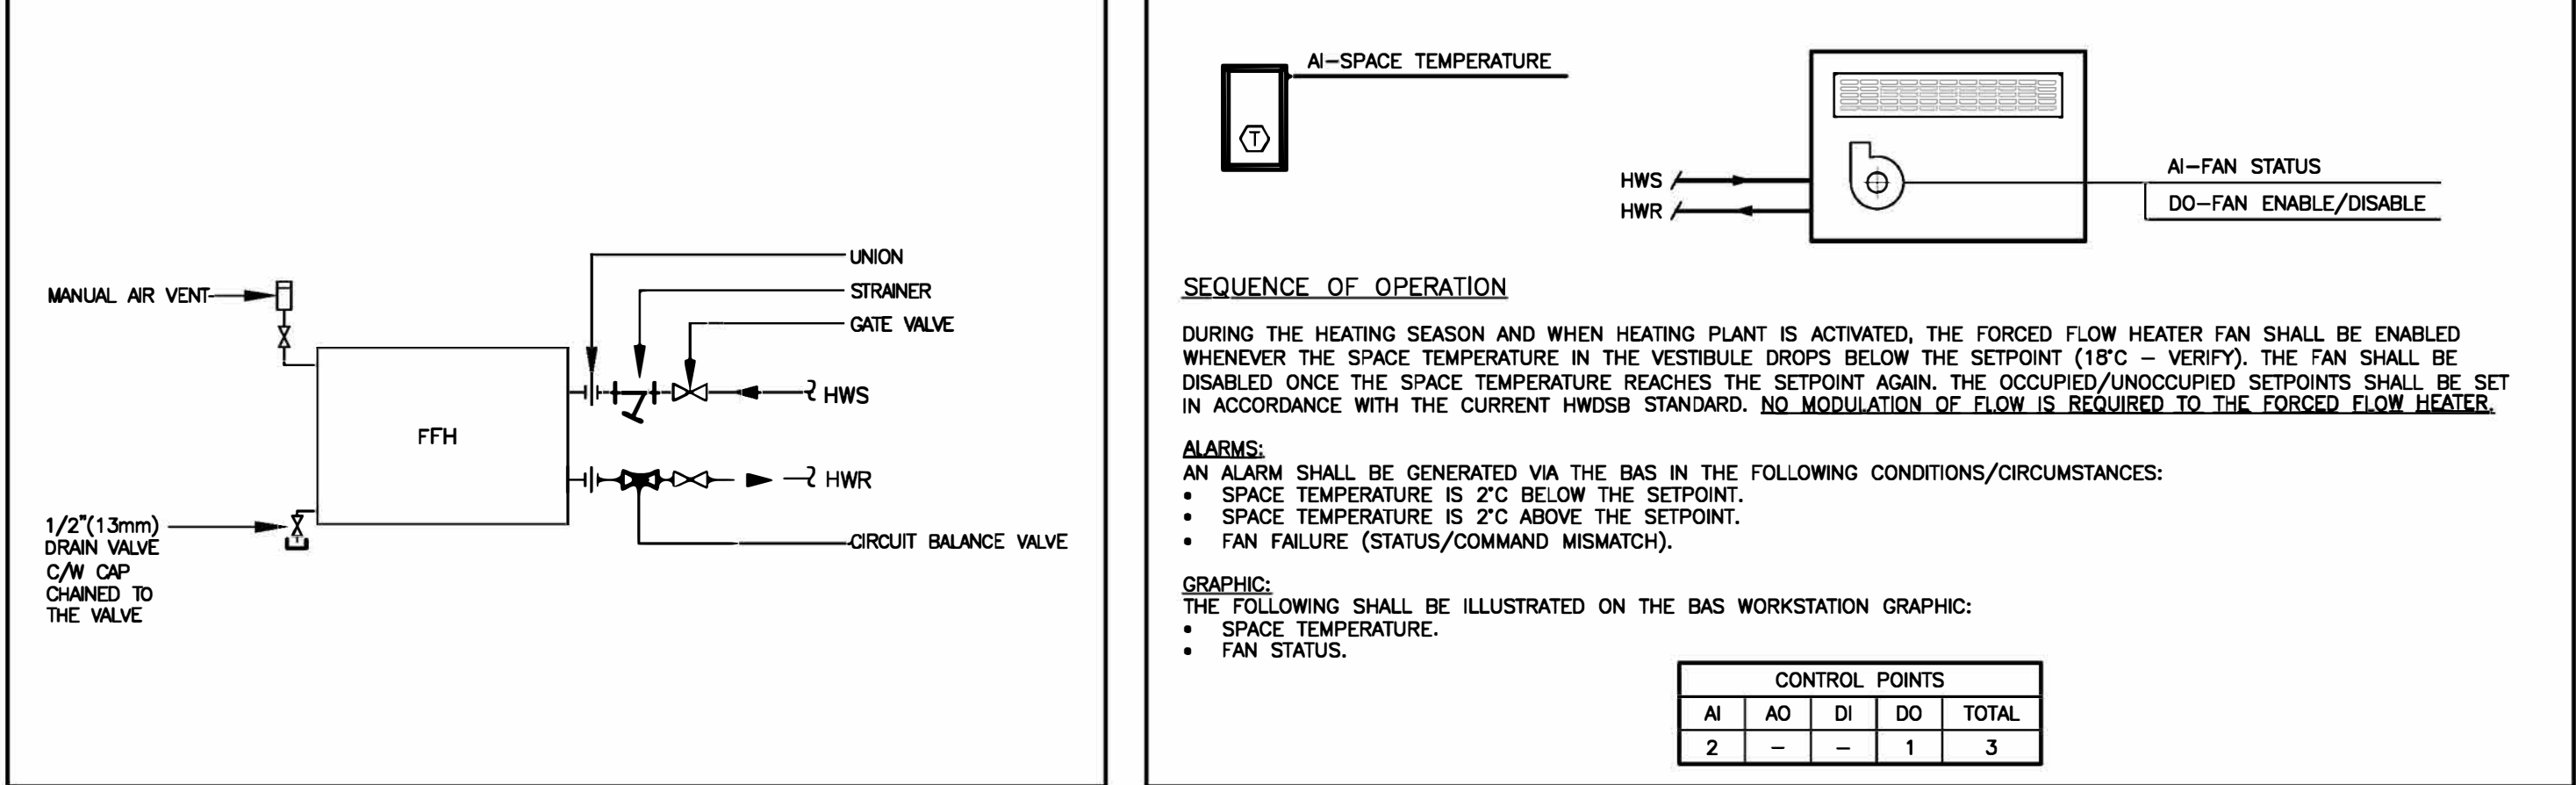 UNION
STRAINER
GATE VALVE
MANUAL AIR VENT
HWS
FFH
HWR
1/2"(13mm)
DRAIN VALVE
C/W CAP
CHAINED TO
THE VALVE
CIRCUIT BALANCE VALVE
AI-SPACE TEMPERATURE
T
HWS
HWR
AI-FAN STATUS
DO-FAN ENABLE/DISABLE
SEQUENCE OF OPERATION
DURING THE HEATING SEASON AND WHEN HEATING PLANT IS ACTIVATED, THE FORCED FLOW HEATER FAN SHALL BE ENABLED
WHENEVER THE SPACE TEMPERATURE IN THE VESTIBULE DROPS BELOW THE SETPOINT (18°C – VERIFY). THE FAN SHALL BE
DISABLED ONCE THE SPACE TEMPERATURE REACHES THE SETPOINT AGAIN. THE OCCUPIED/UNOCCUPIED SETPOINTS SHALL BE SET
IN ACCORDANCE WITH THE CURRENT HWDSB STANDARD. NO MODULATION OF FLOW IS REQUIRED TO THE FORCED FLOW HEATER.
ALARMS:
AN ALARM SHALL BE GENERATED VIA THE BAS IN THE FOLLOWING CONDITIONS/CIRCUMSTANCES:
• SPACE TEMPERATURE IS 2°C BELOW THE SETPOINT.
• SPACE TEMPERATURE IS 2°C ABOVE THE SETPOINT.
• FAN FAILURE (STATUS/COMMAND MISMATCH).
GRAPHIC:
THE FOLLOWING SHALL BE ILLUSTRATED ON THE BAS WORKSTATION GRAPHIC:
• SPACE TEMPERATURE.
• FAN STATUS.
CONTROL POINTS
AI AO DI DO TOTAL
2 – – 1 3